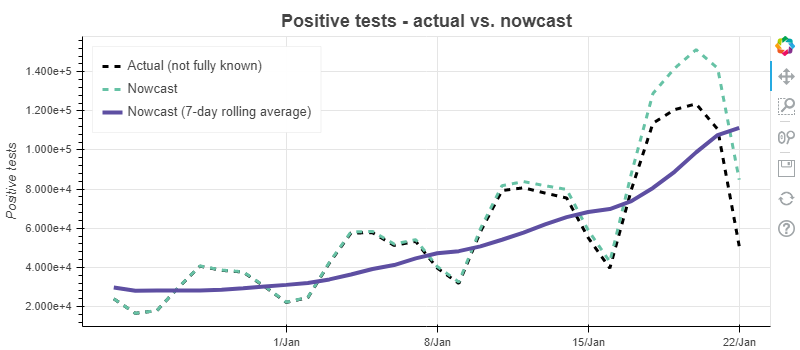 Positive tests - actual vs. nowcast
Actual (not fully known)
Nowcast
Nowcast (7-day rolling average)
Positive tests
1.400e+5
1.200e+5
1.000e+5
8.000e+4
6.000e+4
4.000e+4
2.000e+4
1/Jan
8/Jan
15/Jan
22/Jan